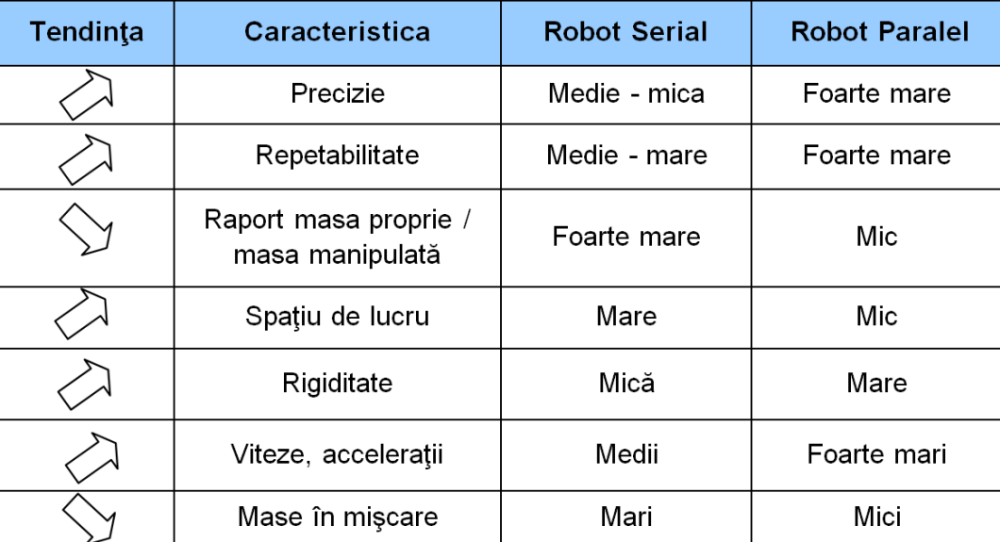 Tendinţa Caracteristica Robot Serial Robot Paralel
Precizie Medie - mica Foarte mare
Repetabilitate Medie - mare Foarte mare
Raport masa proprie /
masa manipulată Foarte mare Mic
Spaţiu de lucru Mare Mic
Rigiditate Mică Mare
Viteze, acceleraţii Medii Foarte mari
Mase în mişcare Mari Mici